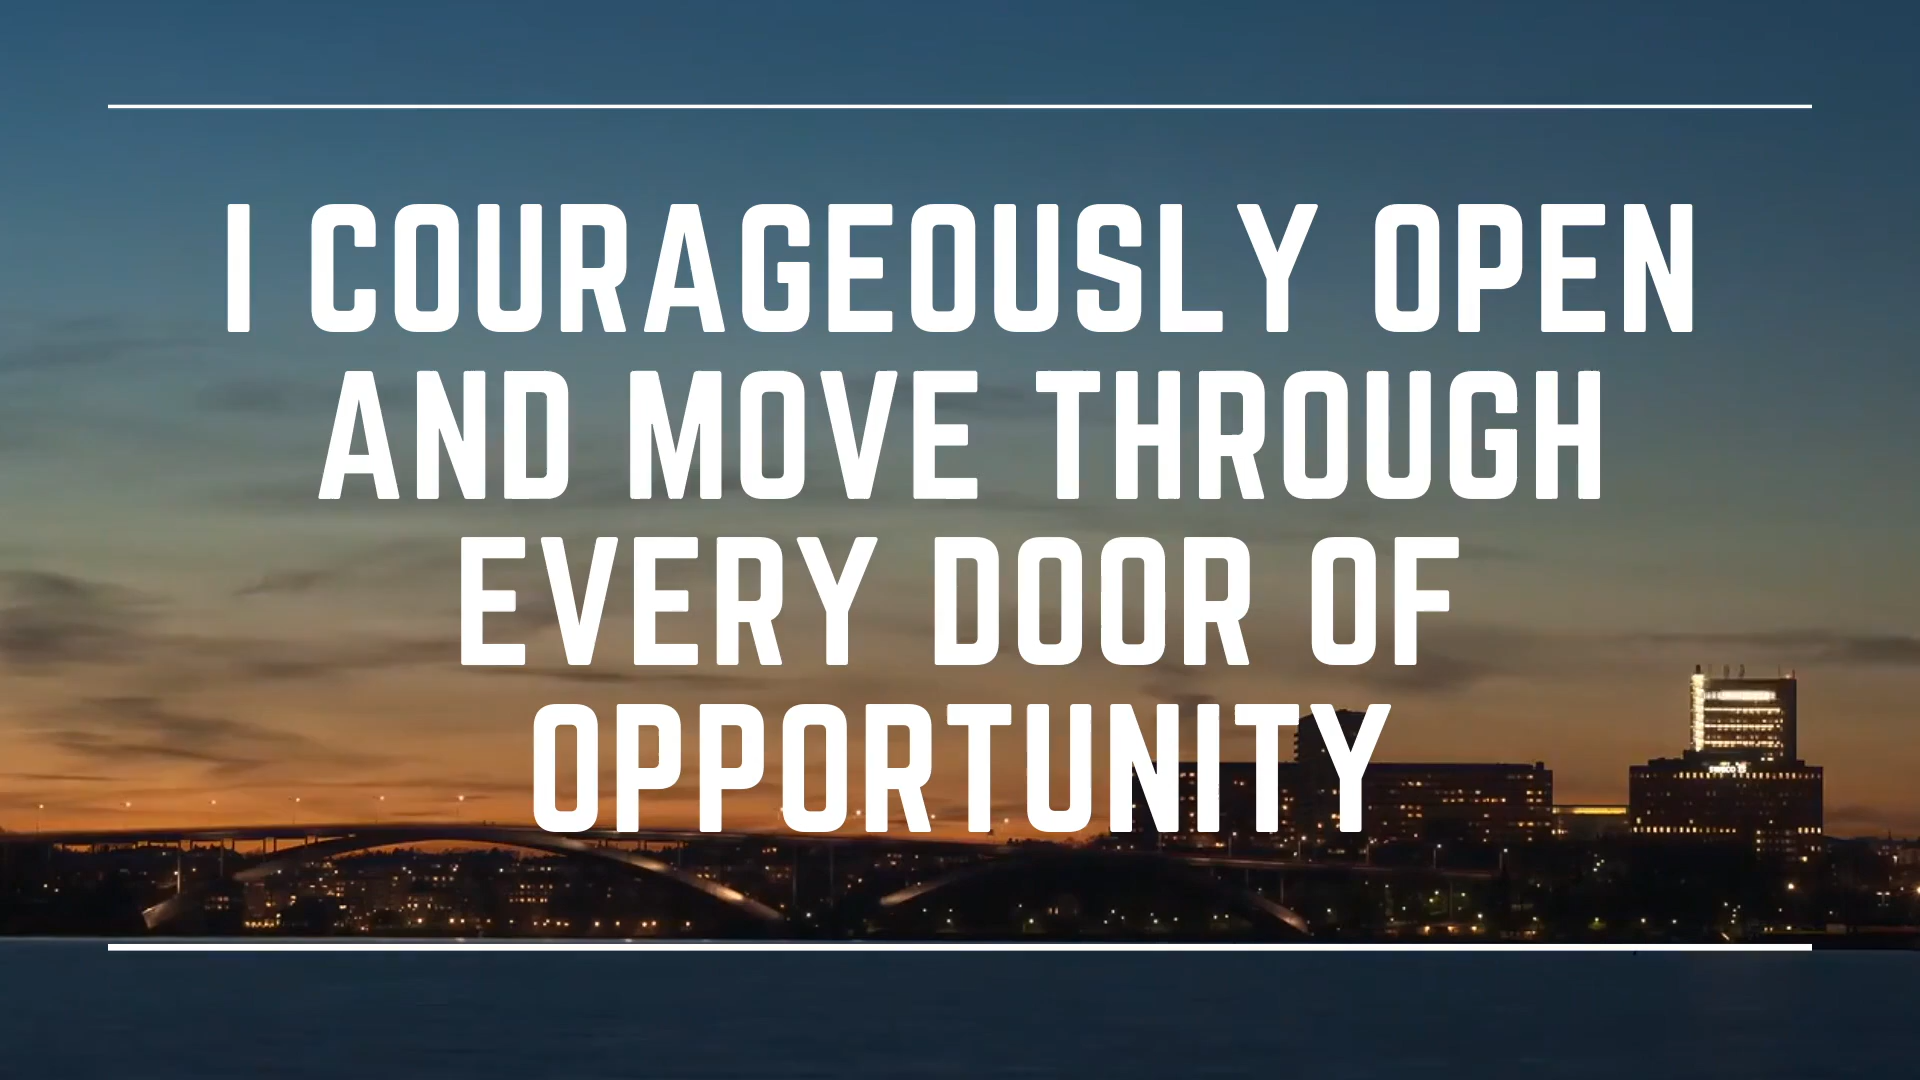 I COURAGEOUSLY OPEN
AND MOVE THROUGH
EVERY DOOR OF
OPPORTUNITY